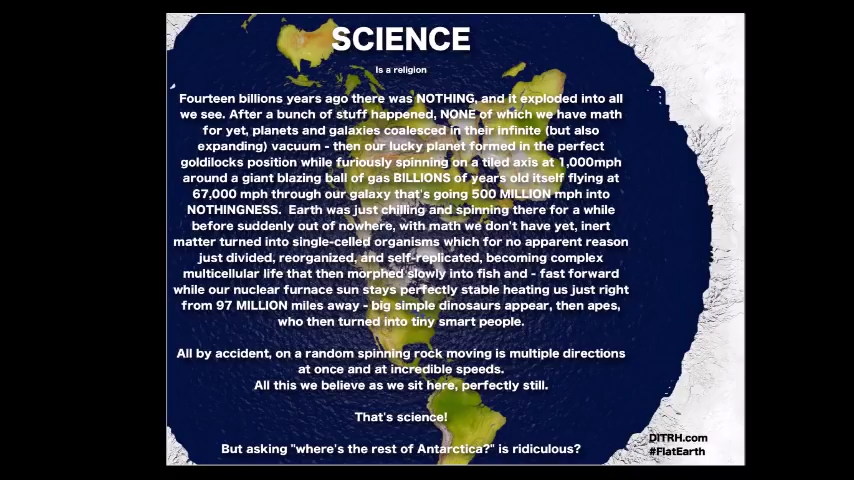 SCIENCE
Is a religion
Fourteen billions years ago there was NOTHING, and it exploded into all
we see. After a bunch of stuff happened, NONE of which we have math
for yet, planets and galaxies coalesced in their infinite (but also
expanding) vacuum - then our lucky planet formed in the perfect
goldilocks position while furiously spinning on a tiled axis at 1,000mph
around a giant blazing ball of gas BILLIONS of years old itself flying at
67,000 mph through our galaxy that's going 500 MILLION mph into
NOTHINGNESS. Earth was just chilling and spinning there for a while
before suddenly out of nowhere, with math we don't have yet, inert
matter turned into single-celled organisms which for no apparent reason
just divided, reorganized, and self-replicated, becoming complex
multicellular life that then morphed slowly into fish and - fast forward
while our nuclear furnace sun stays perfectly stable heating us just right
from 97 MILLION miles away - big simple dinosaurs appear, then apes,
who then turned into tiny smart people.
All by accident, on a random spinning rock moving is multiple directions
at once and at incredible speeds.
All this we believe as we sit here, perfectly still.
That's science!
But asking "where's the rest of Antarctica?" is ridiculous?
DITRH.com
#FlatEarth